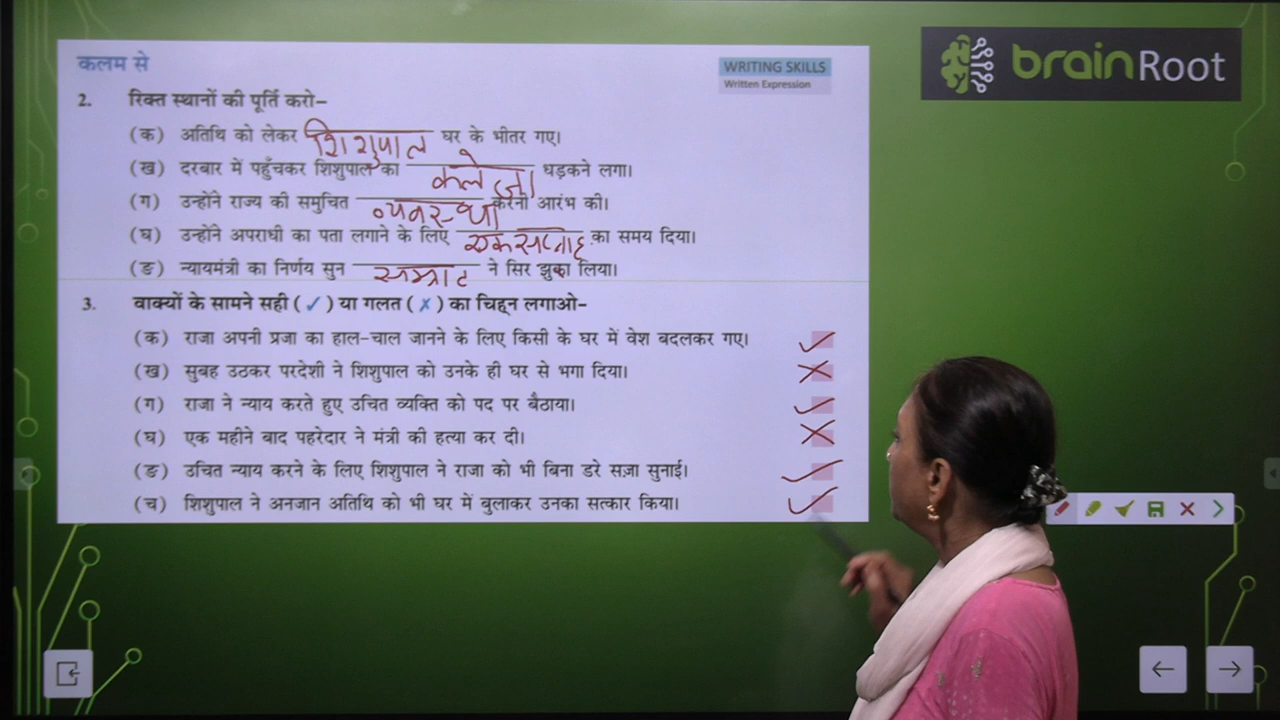 brainRoot
कलम से
WRITING SKILLS
Written Expression
2. रिक्त स्थानों की पूर्ति करो–
(क) अतिथि को लेकर शिशुपाल घर के भीतर गए।
(ख) दरबार में पहुँचकर शिशुपाल का कलेजा धड़कने लगा।
(ग) उन्होंने राज्य की समुचित व्यवस्था करनी आरंभ की।
(घ) उन्होंने अपराधी का पता लगाने के लिए एक सप्ताह का समय दिया।
(ङ) न्यायमंत्री का निर्णय सुन सम्राट ने सिर झुका लिया।
3. वाक्यों के सामने सही (✓) या गलत (✗) का चिह्न लगाओ–
(क) राजा अपनी प्रजा का हाल-चाल जानने के लिए किसी के घर में वेश बदलकर गए। ✓
(ख) सुबह उठकर परदेशी ने शिशुपाल को उनके ही घर से भगा दिया। ✗
(ग) राजा ने न्याय करते हुए उचित व्यक्ति को पद पर बैठाया। ✓
(घ) एक महीने बाद पहरेदार ने मंत्री की हत्या कर दी। ✗
(ङ) उचित न्याय करने के लिए शिशुपाल ने राजा को भी बिना डरे सज़ा सुनाई। ✓
(च) शिशुपाल ने अनजान अतिथि को भी घर में बुलाकर उनका सत्कार किया। ✓